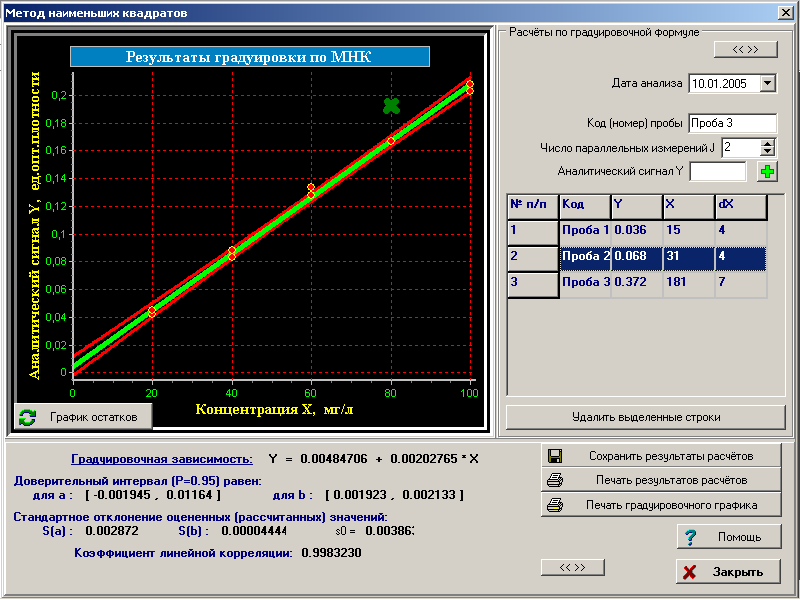 Метод наименьших квадратов
Результаты градуировки по МНК
Аналитический сигнал Y, ед.опт.плотности
0,2
0,18
0,16
0,14
0,12
0,1
0,08
0,06
0,04
0,02
0
0 20 40 60 80 100
Концентрация X, мг/л
График остатков
Расчёты по градуировочной формуле
<< >>
Дата анализа 10.01.2005
Код (номер) пробы Проба 3
Число параллельных измерений J 2
Аналитический сигнал Y
№ п/п Код Y X dX
1 Проба 1 0.036 15 4
2 Проба 2 0.068 31 4
3 Проба 3 0.372 181 7
Удалить выделенные строки
Градуировочная зависимость: Y = 0.00484706 + 0.00202765 * X
Доверительный интервал (P=0.95) равен:
для a : [ -0.001945 , 0.01164 ] для b : [ 0.001923 , 0.002133 ]
Стандартное отклонение оцененных (рассчитанных) значений:
S(a) : 0.002872 S(b) : 0.00004444 s0 = 0.00386
Коэффициент линейной корреляции: 0.9983230
Сохранить результаты расчётов
Печать результатов расчётов
Печать градуировочного графика
Помощь
<< >>
Закрыть